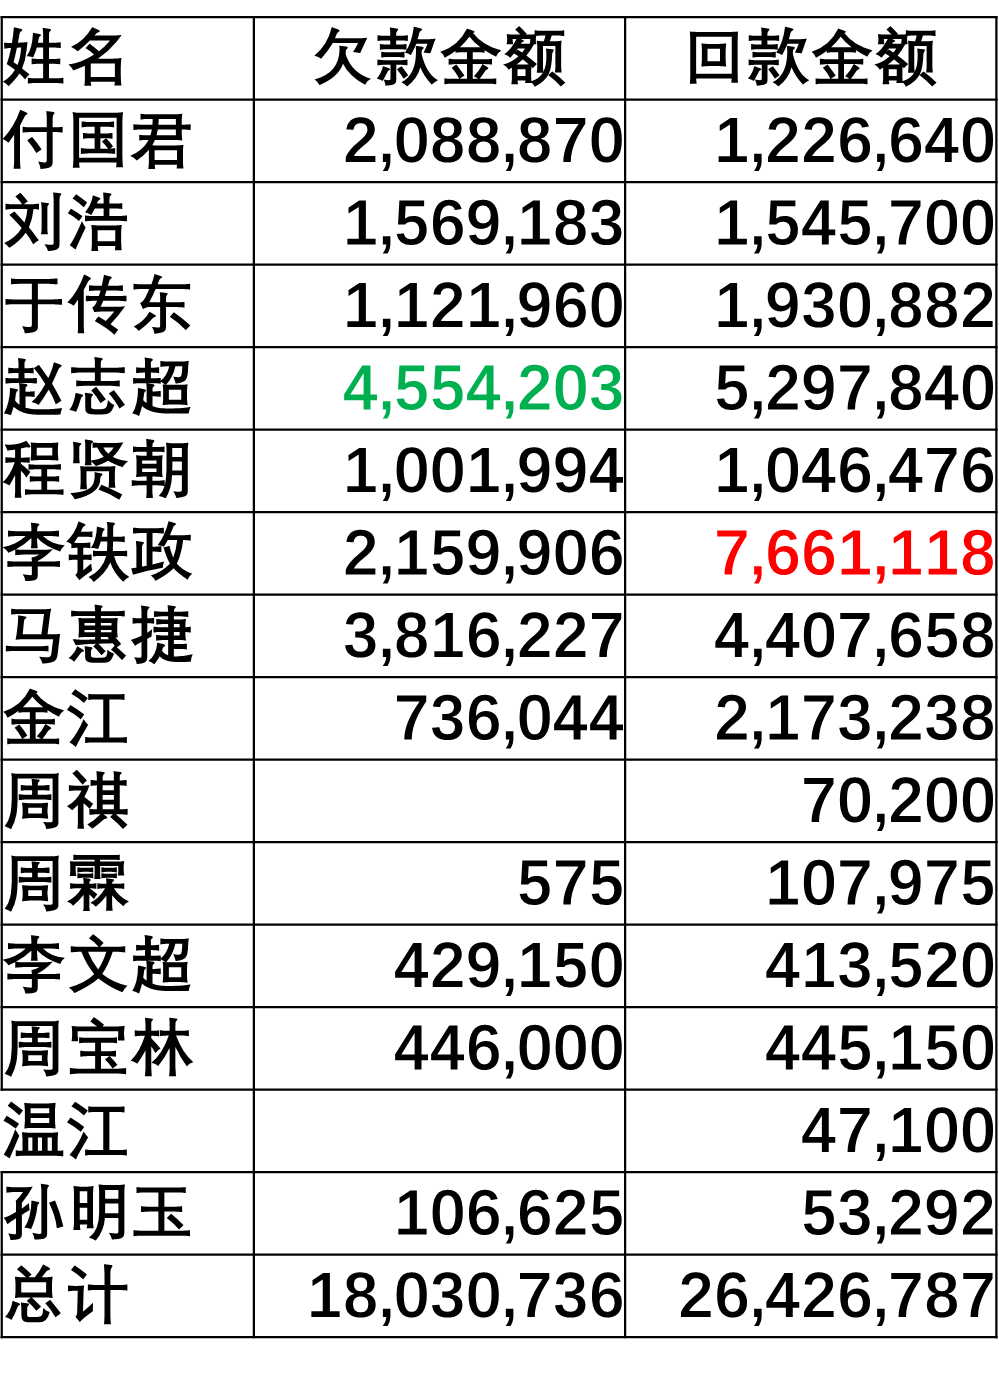 姓名 欠款金额 回款金额
付国君 2,088,870 1,226,640
刘浩 1,569,183 1,545,700
于传东 1,121,960 1,930,882
赵志超 4,554,203 5,297,840
程贤朝 1,001,994 1,046,476
李铁政 2,159,906 7,661,118
马惠捷 3,816,227 4,407,658
金江 736,044 2,173,238
周祺 70,200
周霖 575 107,975
李文超 429,150 413,520
周宝林 446,000 445,150
温江 47,100
孙明玉 106,625 53,292
总计 18,030,736 26,426,787